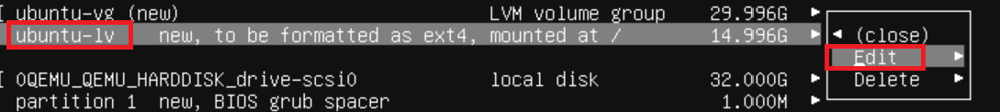 [ ubuntu-vg (new) LVM volume group 29.996G ►
ubuntu-lv new, to be formatted as ext4, mounted at / 14.996G ►
◄ (close)
Edit ►
[ 0QEMU_QEMU_HARDDISK_drive-scsi0 local disk 32.000G ►
Delete ►
partition 1 new, BIOS grub spacer 1.000M ►